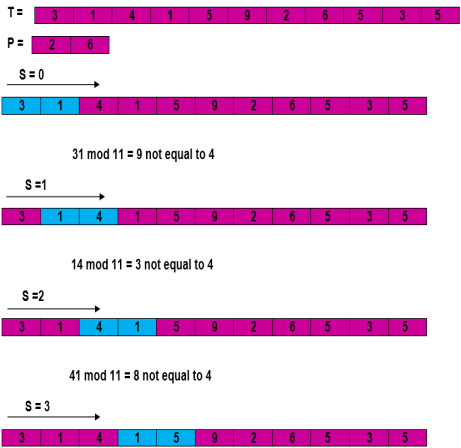 T = 3 1 4 1 5 9 2 6 5 3 5
P = 2 6
S = 0
3 1 4 1 5 9 2 6 5 3 5
31 mod 11 = 9 not equal to 4
S =1
3 1 4 1 5 9 2 6 5 3 5
14 mod 11 = 3 not equal to 4
S =2
3 1 4 1 5 9 2 6 5 3 5
41 mod 11 = 8 not equal to 4
S = 3
3 1 4 1 5 9 2 6 5 3 5